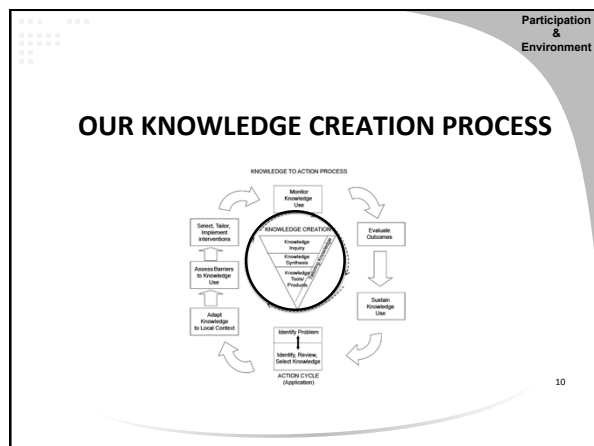 Participation
&
Environment
OUR KNOWLEDGE CREATION PROCESS
KNOWLEDGE TO ACTION PROCESS
Monitor
Knowledge
Use
Select, Tailor,
Implement
interventions
KNOWLEDGE CREATION
Knowledge
Inquiry
Knowledge
Synthesis
Knowledge
Tools/
Products
Tailoring Knowledge
Evaluate
Outcomes
Assess Barriers
to Knowledge
Use
Adapt
Knowledge
to Local Context
Sustain
Knowledge
Use
Identify Problem
Identify, Review,
Select Knowledge
ACTION CYCLE
(Application)
10